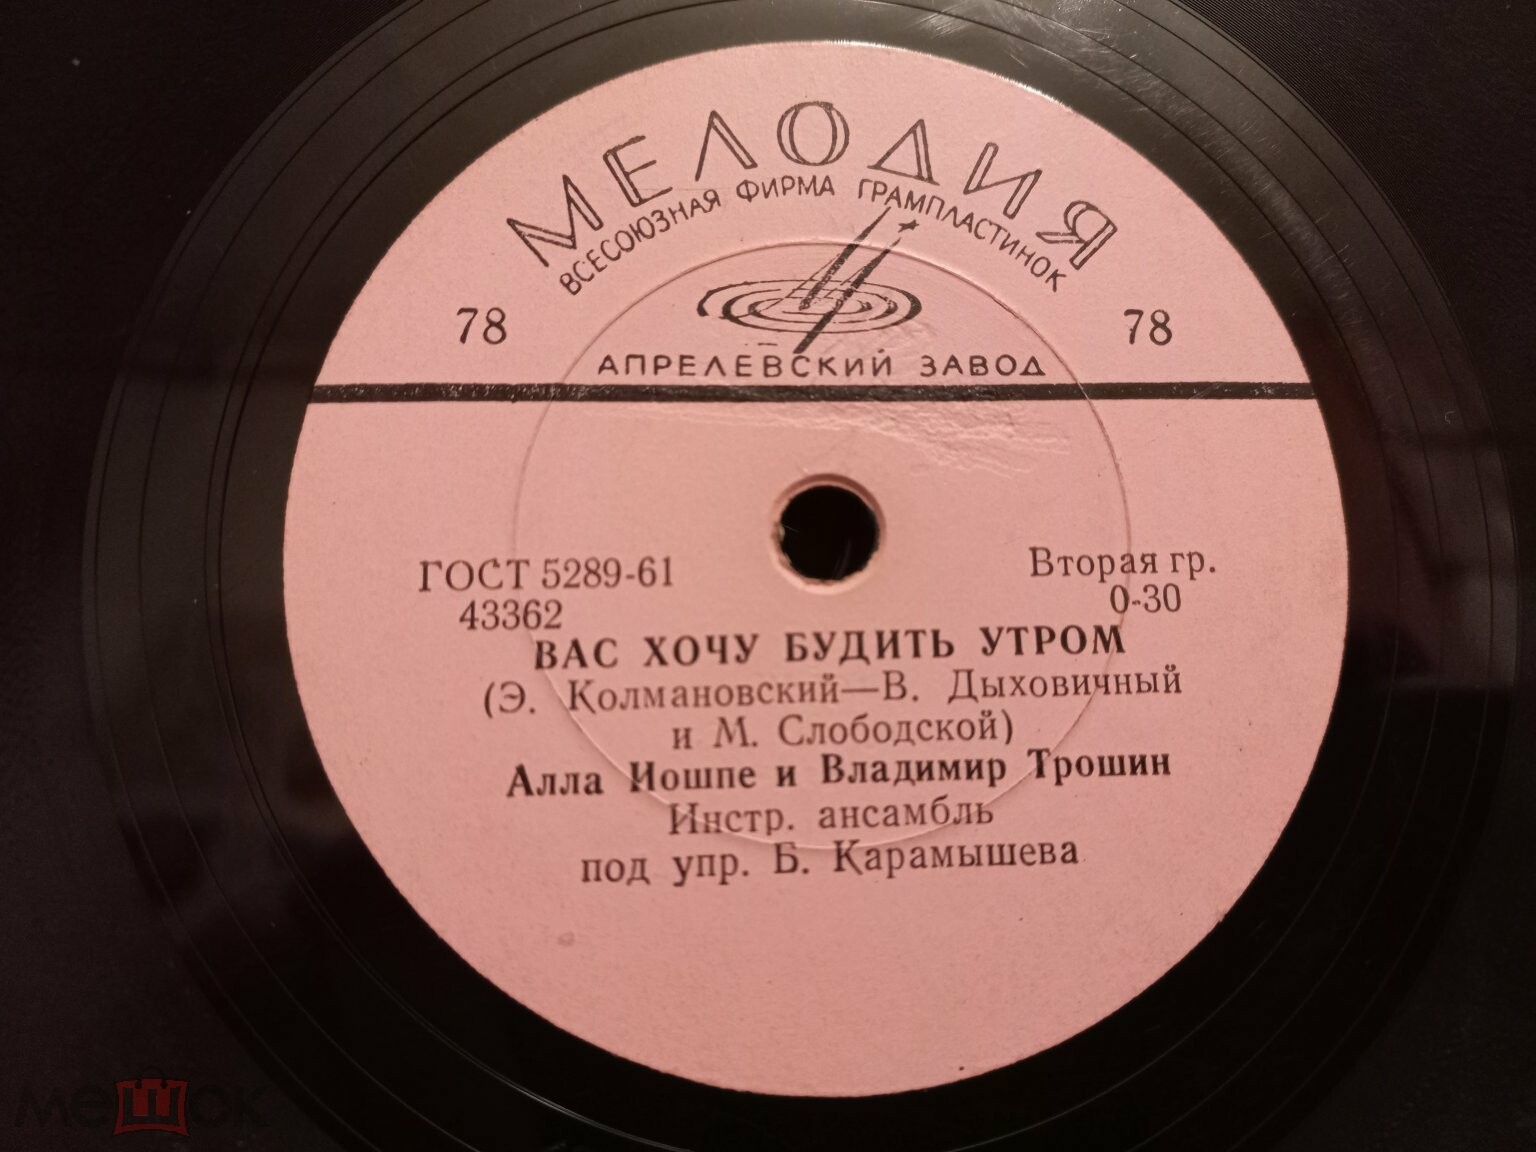 МЕЛОДИЯ
ВСЕСОЮЗНАЯ ФИРМА ГРАМПЛАСТИНОК
78 78
АПРЕЛЕВСКИЙ ЗАВОД
ГОСТ 5289-61 Вторая гр.
43362 0-30
ВАС ХОЧУ БУДИТЬ УТРОМ
(Э. Колмановский—В. Дыховичный
и М. Слободской)
Алла Иошпе и Владимир Трошин
Инстр. ансамбль
под упр. Б. Карамышева
мешок